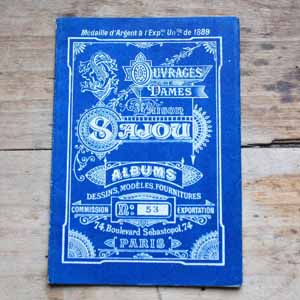 Médaille d'Argent à l'Expon Unlle de 1889
OUVRAGES
DE
DAMES
Maison
SAJOU
ALBUMS
DESSINS, MODÈLES, FOURNITURES
COMMISSION No: 53 EXPORTATION
74, Boulevard Sébastopol, 74
PARIS